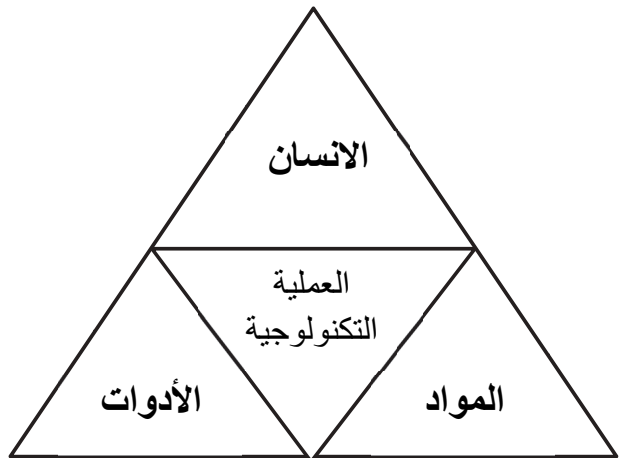 الانسان
العملية
التكنولوجية
المواد
الأدوات